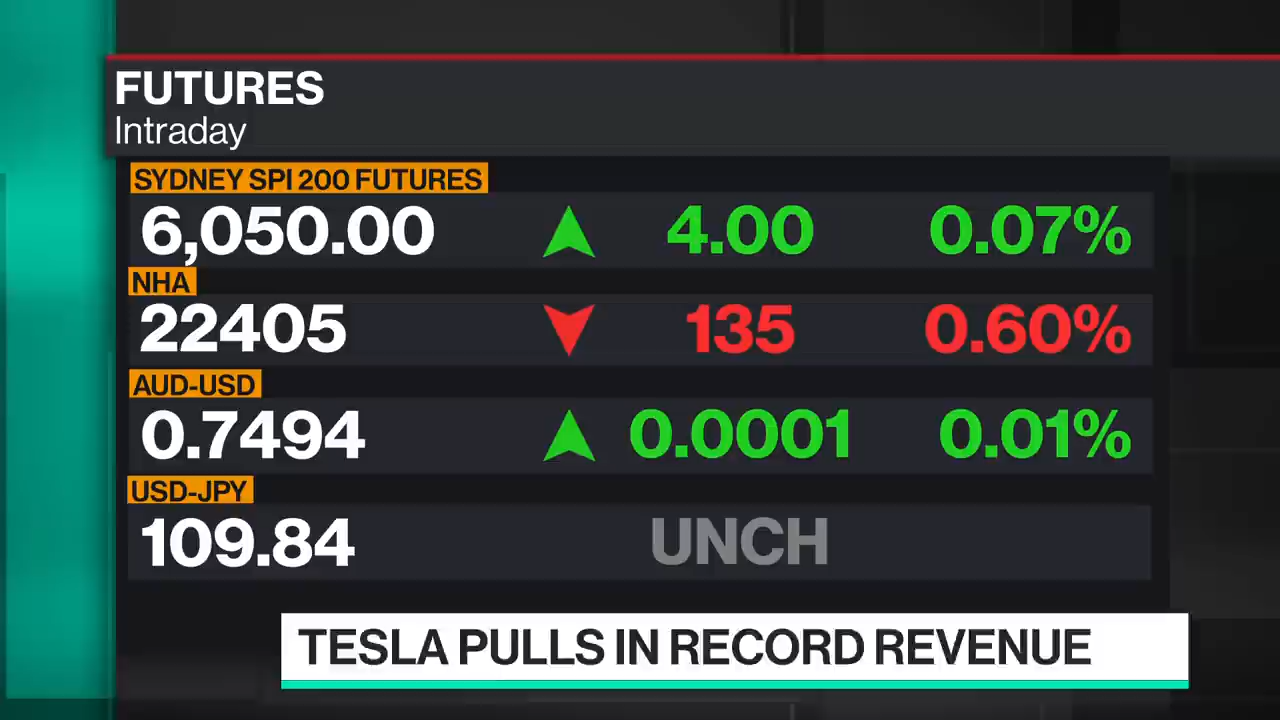 FUTURES
Intraday
SYDNEY SPI 200 FUTURES
6,050.00 4.00 0.07%
NHA
22405 135 0.60%
AUD-USD
0.7494 0.0001 0.01%
USD-JPY
109.84 UNCH
TESLA PULLS IN RECORD REVENUE